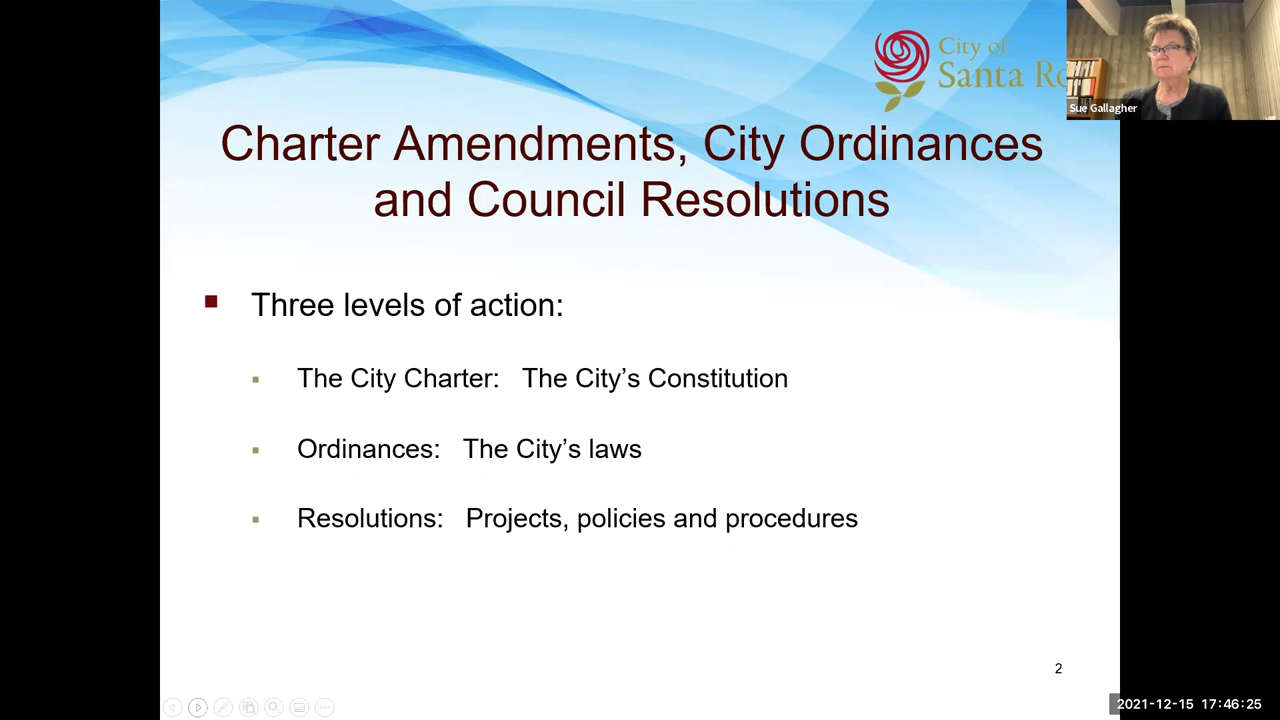 City of
Santa Ro
Sue Gallagher
Charter Amendments, City Ordinances
and Council Resolutions
Three levels of action:
The City Charter: The City’s Constitution
Ordinances: The City’s laws
Resolutions: Projects, policies and procedures
2
2021-12-15 17:46:25